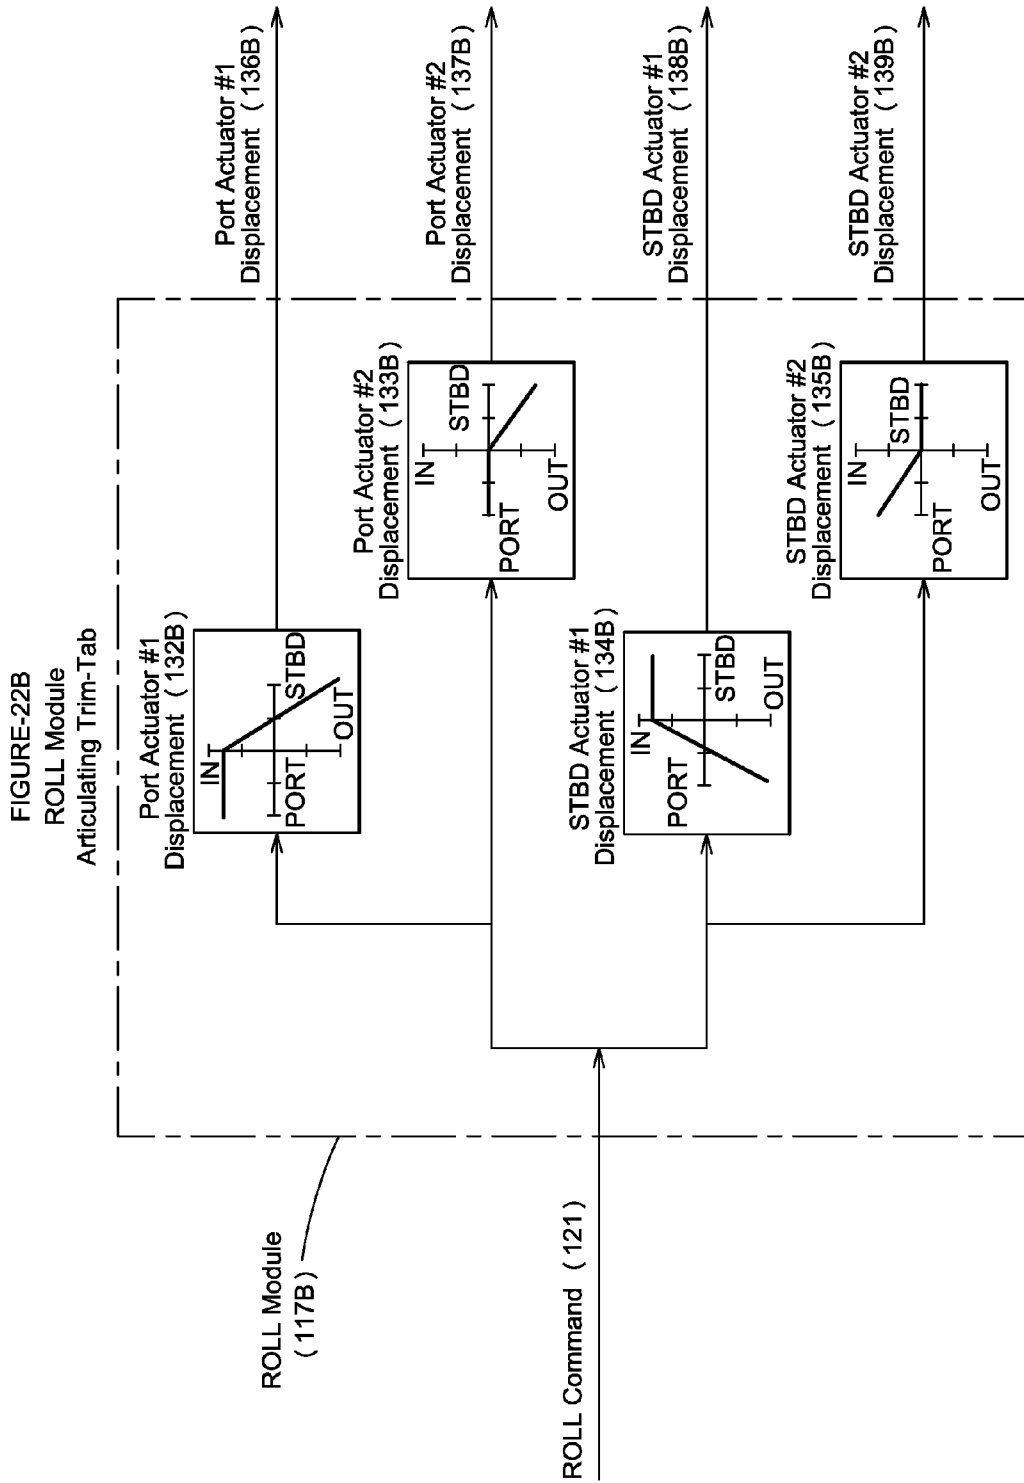 FIGURE-22B
ROLL Module
Articulating Trim-Tab
ROLL Module
( 117B )
ROLL Command ( 121 )
Port Actuator #1
Displacement ( 132B )
IN
PORT
STBD
OUT
Port Actuator #1
Displacement ( 136B )
Port Actuator #2
Displacement ( 133B )
IN
PORT
STBD
OUT
Port Actuator #2
Displacement ( 137B )
STBD Actuator #1
Displacement ( 134B )
IN
PORT
STBD
OUT
STBD Actuator #1
Displacement ( 138B )
STBD Actuator #2
Displacement ( 135B )
IN
PORT
STBD
OUT
STBD Actuator #2
Displacement ( 139B )